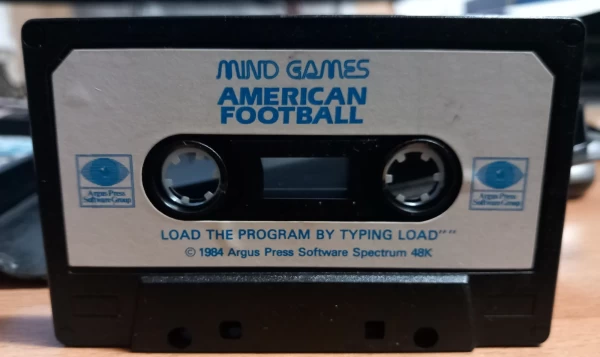 MIND GAMES
AMERICAN
FOOTBALL
Argus Press
Software Group
Argus Press
Software Group
LOAD THE PROGRAM BY TYPING LOAD""
© 1984 Argus Press Software Spectrum 48K